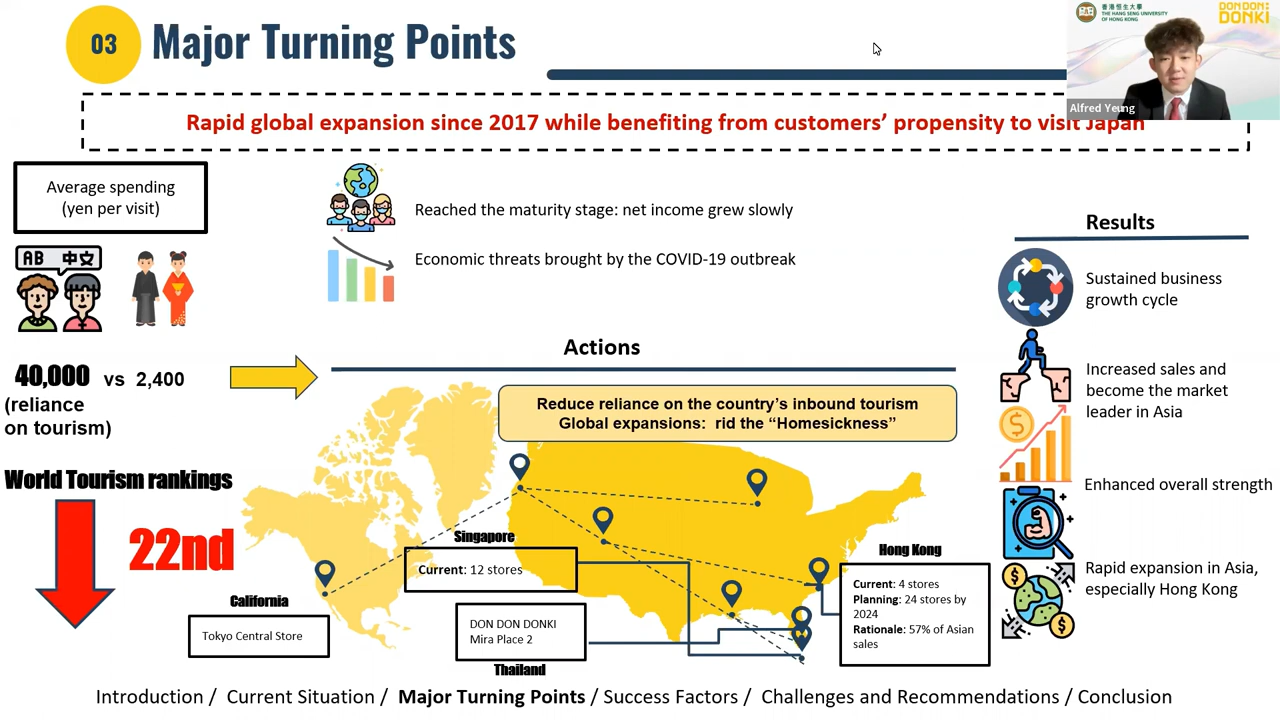 03
Major Turning Points
香港恒生大學
THE HANG SENG UNIVERSITY
OF HONG KONG
DON DON:
DONKI
Alfred Yeung
Rapid global expansion since 2017 while benefiting from customers' propensity to visit Japan
Average spending
(yen per visit)
AB 中文
40,000 vs 2,400
(reliance
on tourism)
World Tourism rankings
22nd
Reached the maturity stage: net income grew slowly
Economic threats brought by the COVID-19 outbreak
Actions
Reduce reliance on the country's inbound tourism
Global expansions: rid the “Homesickness”
California
Tokyo Central Store
Singapore
Current: 12 stores
DON DON DONKI
Mira Place 2
Thailand
Hong Kong
Current: 4 stores
Planning: 24 stores by
2024
Rationale: 57% of Asian
sales
Results
Sustained business
growth cycle
Increased sales and
become the market
leader in Asia
Enhanced overall strength
Rapid expansion in Asia,
especially Hong Kong
Introduction / Current Situation / Major Turning Points / Success Factors / Challenges and Recommendations / Conclusion